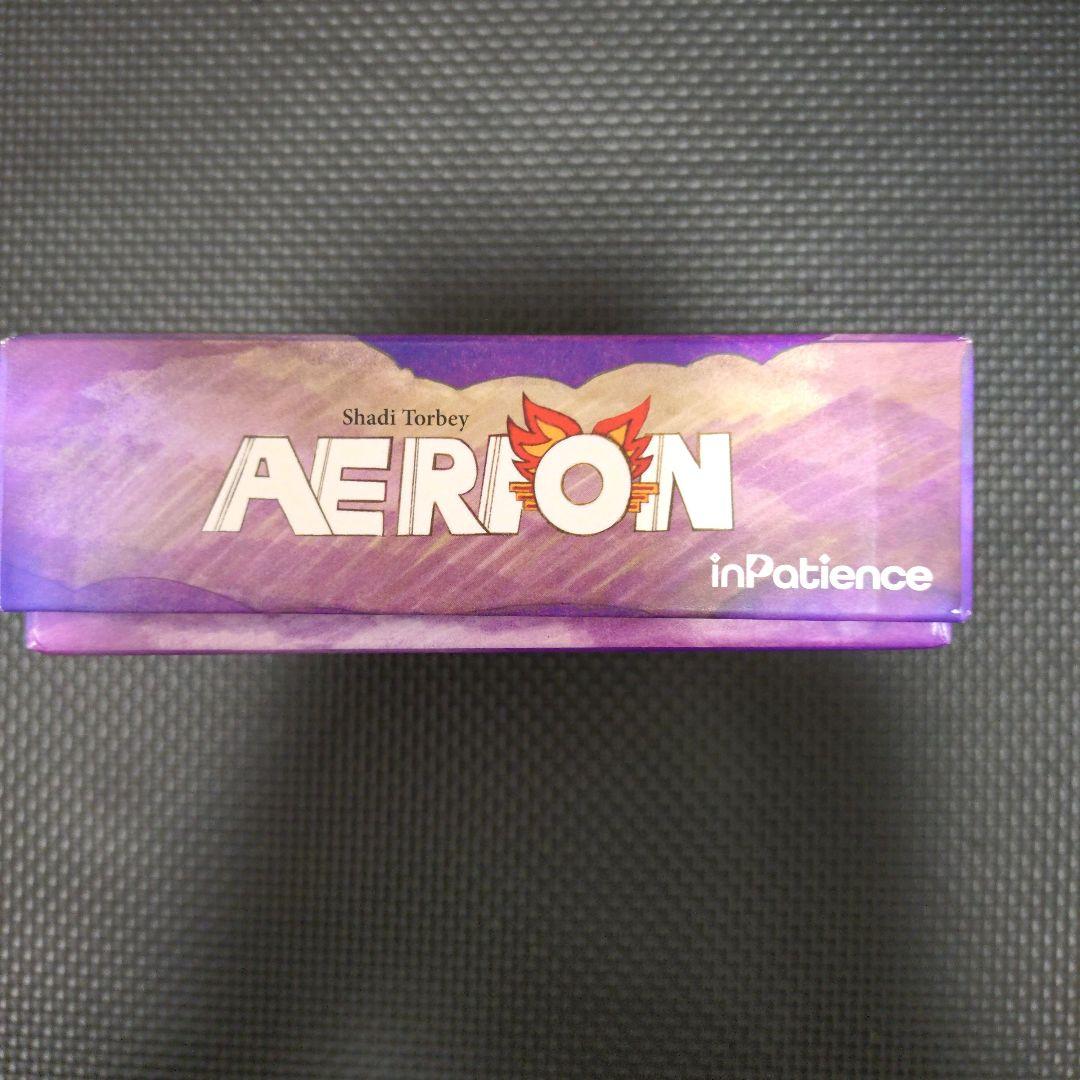 Shadi Torbey
AERION
inPatience